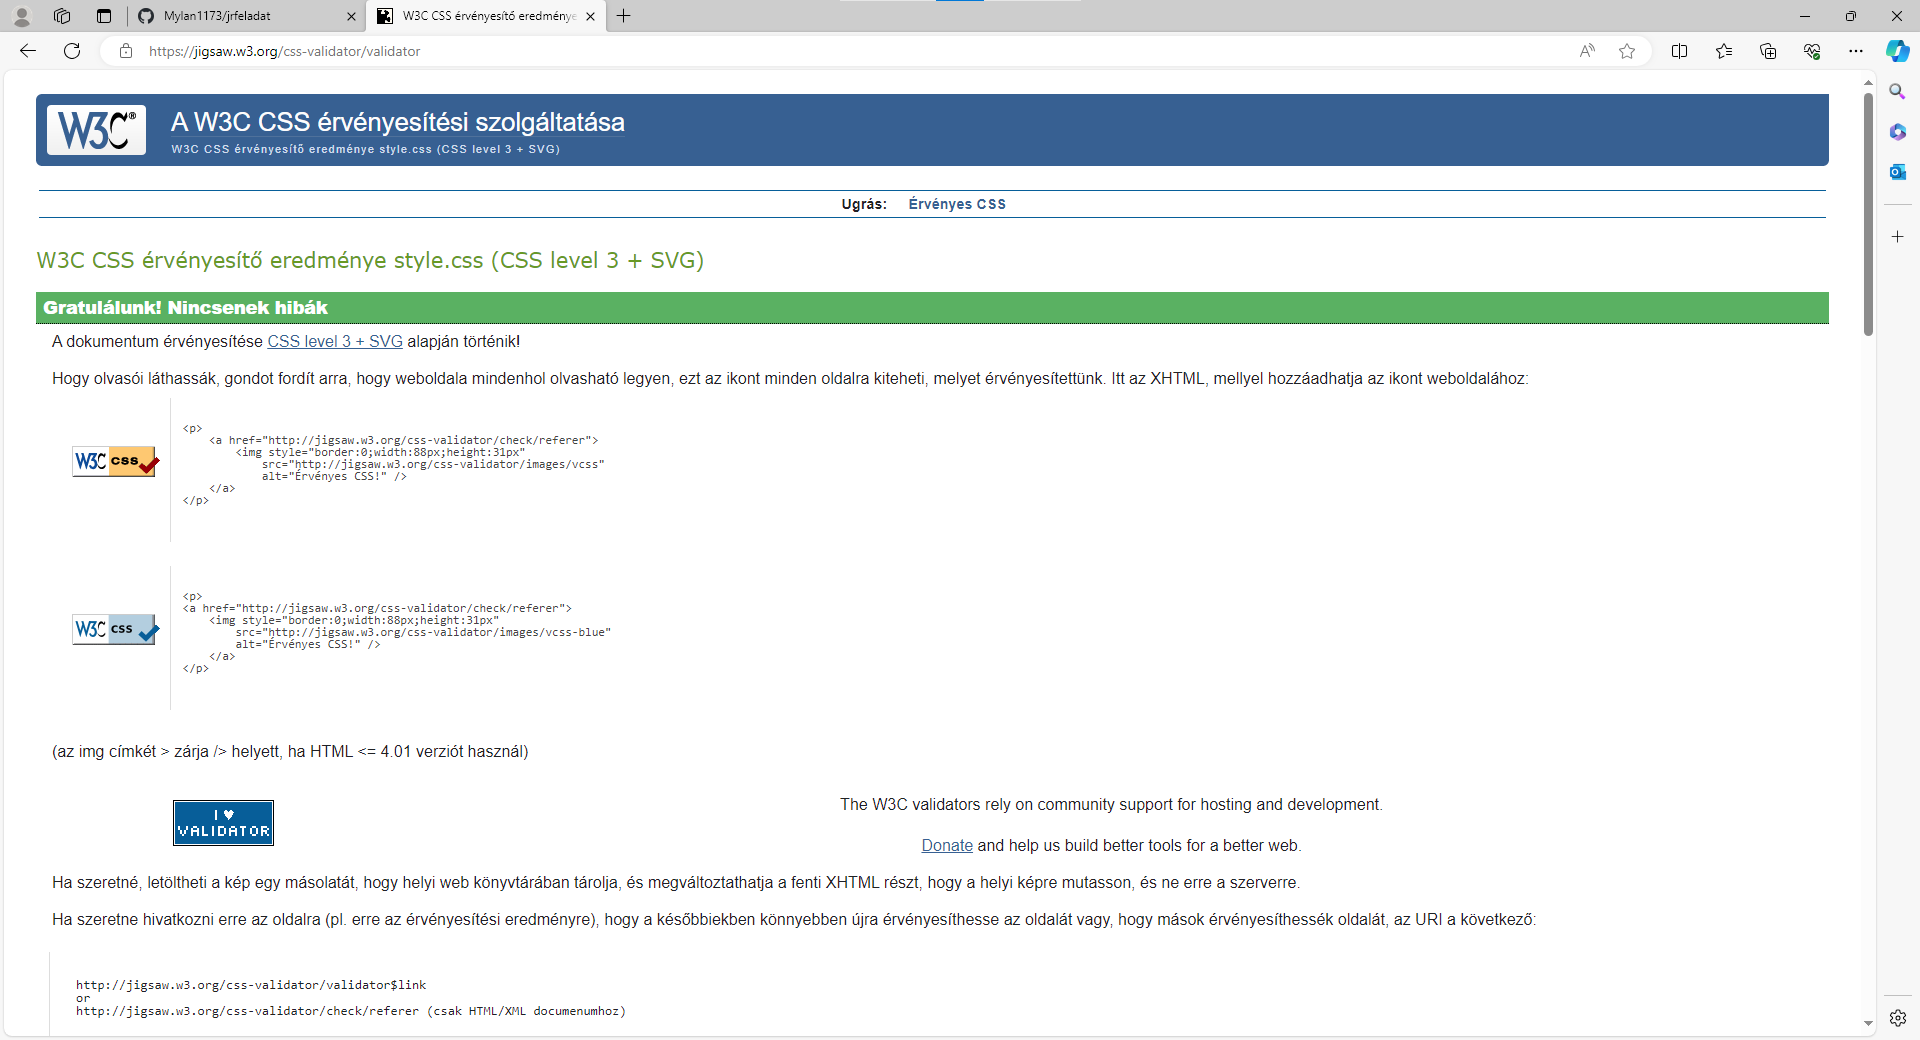 Mylan1173/jrfeladat
W3C CSS érvényesítő eredménye
https://jigsaw.w3.org/css-validator/validator
W3C®
A W3C CSS érvényesítési szolgáltatása
W3C CSS érvényesítő eredménye style.css (CSS level 3 + SVG)
Ugrás: Érvényes CSS
W3C CSS érvényesítő eredménye style.css (CSS level 3 + SVG)
Gratulálunk! Nincsenek hibák
A dokumentum érvényesítése CSS level 3 + SVG alapján történik!
Hogy olvasói láthassák, gondot fordít arra, hogy weboldala mindenhol olvasható legyen, ezt az ikont minden oldalra kiteheti, melyet érvényesítettünk. Itt az XHTML, mellyel hozzáadhatja az ikont weboldalához:
W3C css
<p>
<a href="http://jigsaw.w3.org/css-validator/check/referer">
<img style="border:0;width:88px;height:31px"
src="http://jigsaw.w3.org/css-validator/images/vcss"
alt="Érvényes CSS!" />
</a>
</p>
W3C css
<p>
<a href="http://jigsaw.w3.org/css-validator/check/referer">
<img style="border:0;width:88px;height:31px"
src="http://jigsaw.w3.org/css-validator/images/vcss-blue"
alt="Érvényes CSS!" />
</a>
</p>
(az img címkét > zárja /> helyett, ha HTML <= 4.01 verziót használ)
I ♥
VALIDATOR
The W3C validators rely on community support for hosting and development.
Donate and help us build better tools for a better web.
Ha szeretné, letöltheti a kép egy másolatát, hogy helyi web könyvtárában tárolja, és megváltoztathatja a fenti XHTML részt, hogy a helyi képre mutasson, és ne erre a szerverre.
Ha szeretne hivatkozni erre az oldalra (pl. erre az érvényesítési eredményre), hogy a későbbiekben könnyebben újra érvényesíthesse az oldalát vagy, hogy mások érvényesíthessék oldalát, az URI a következő:
http://jigsaw.w3.org/css-validator/validator$link
or
http://jigsaw.w3.org/css-validator/check/referer (csak HTML/XML documenumhoz)